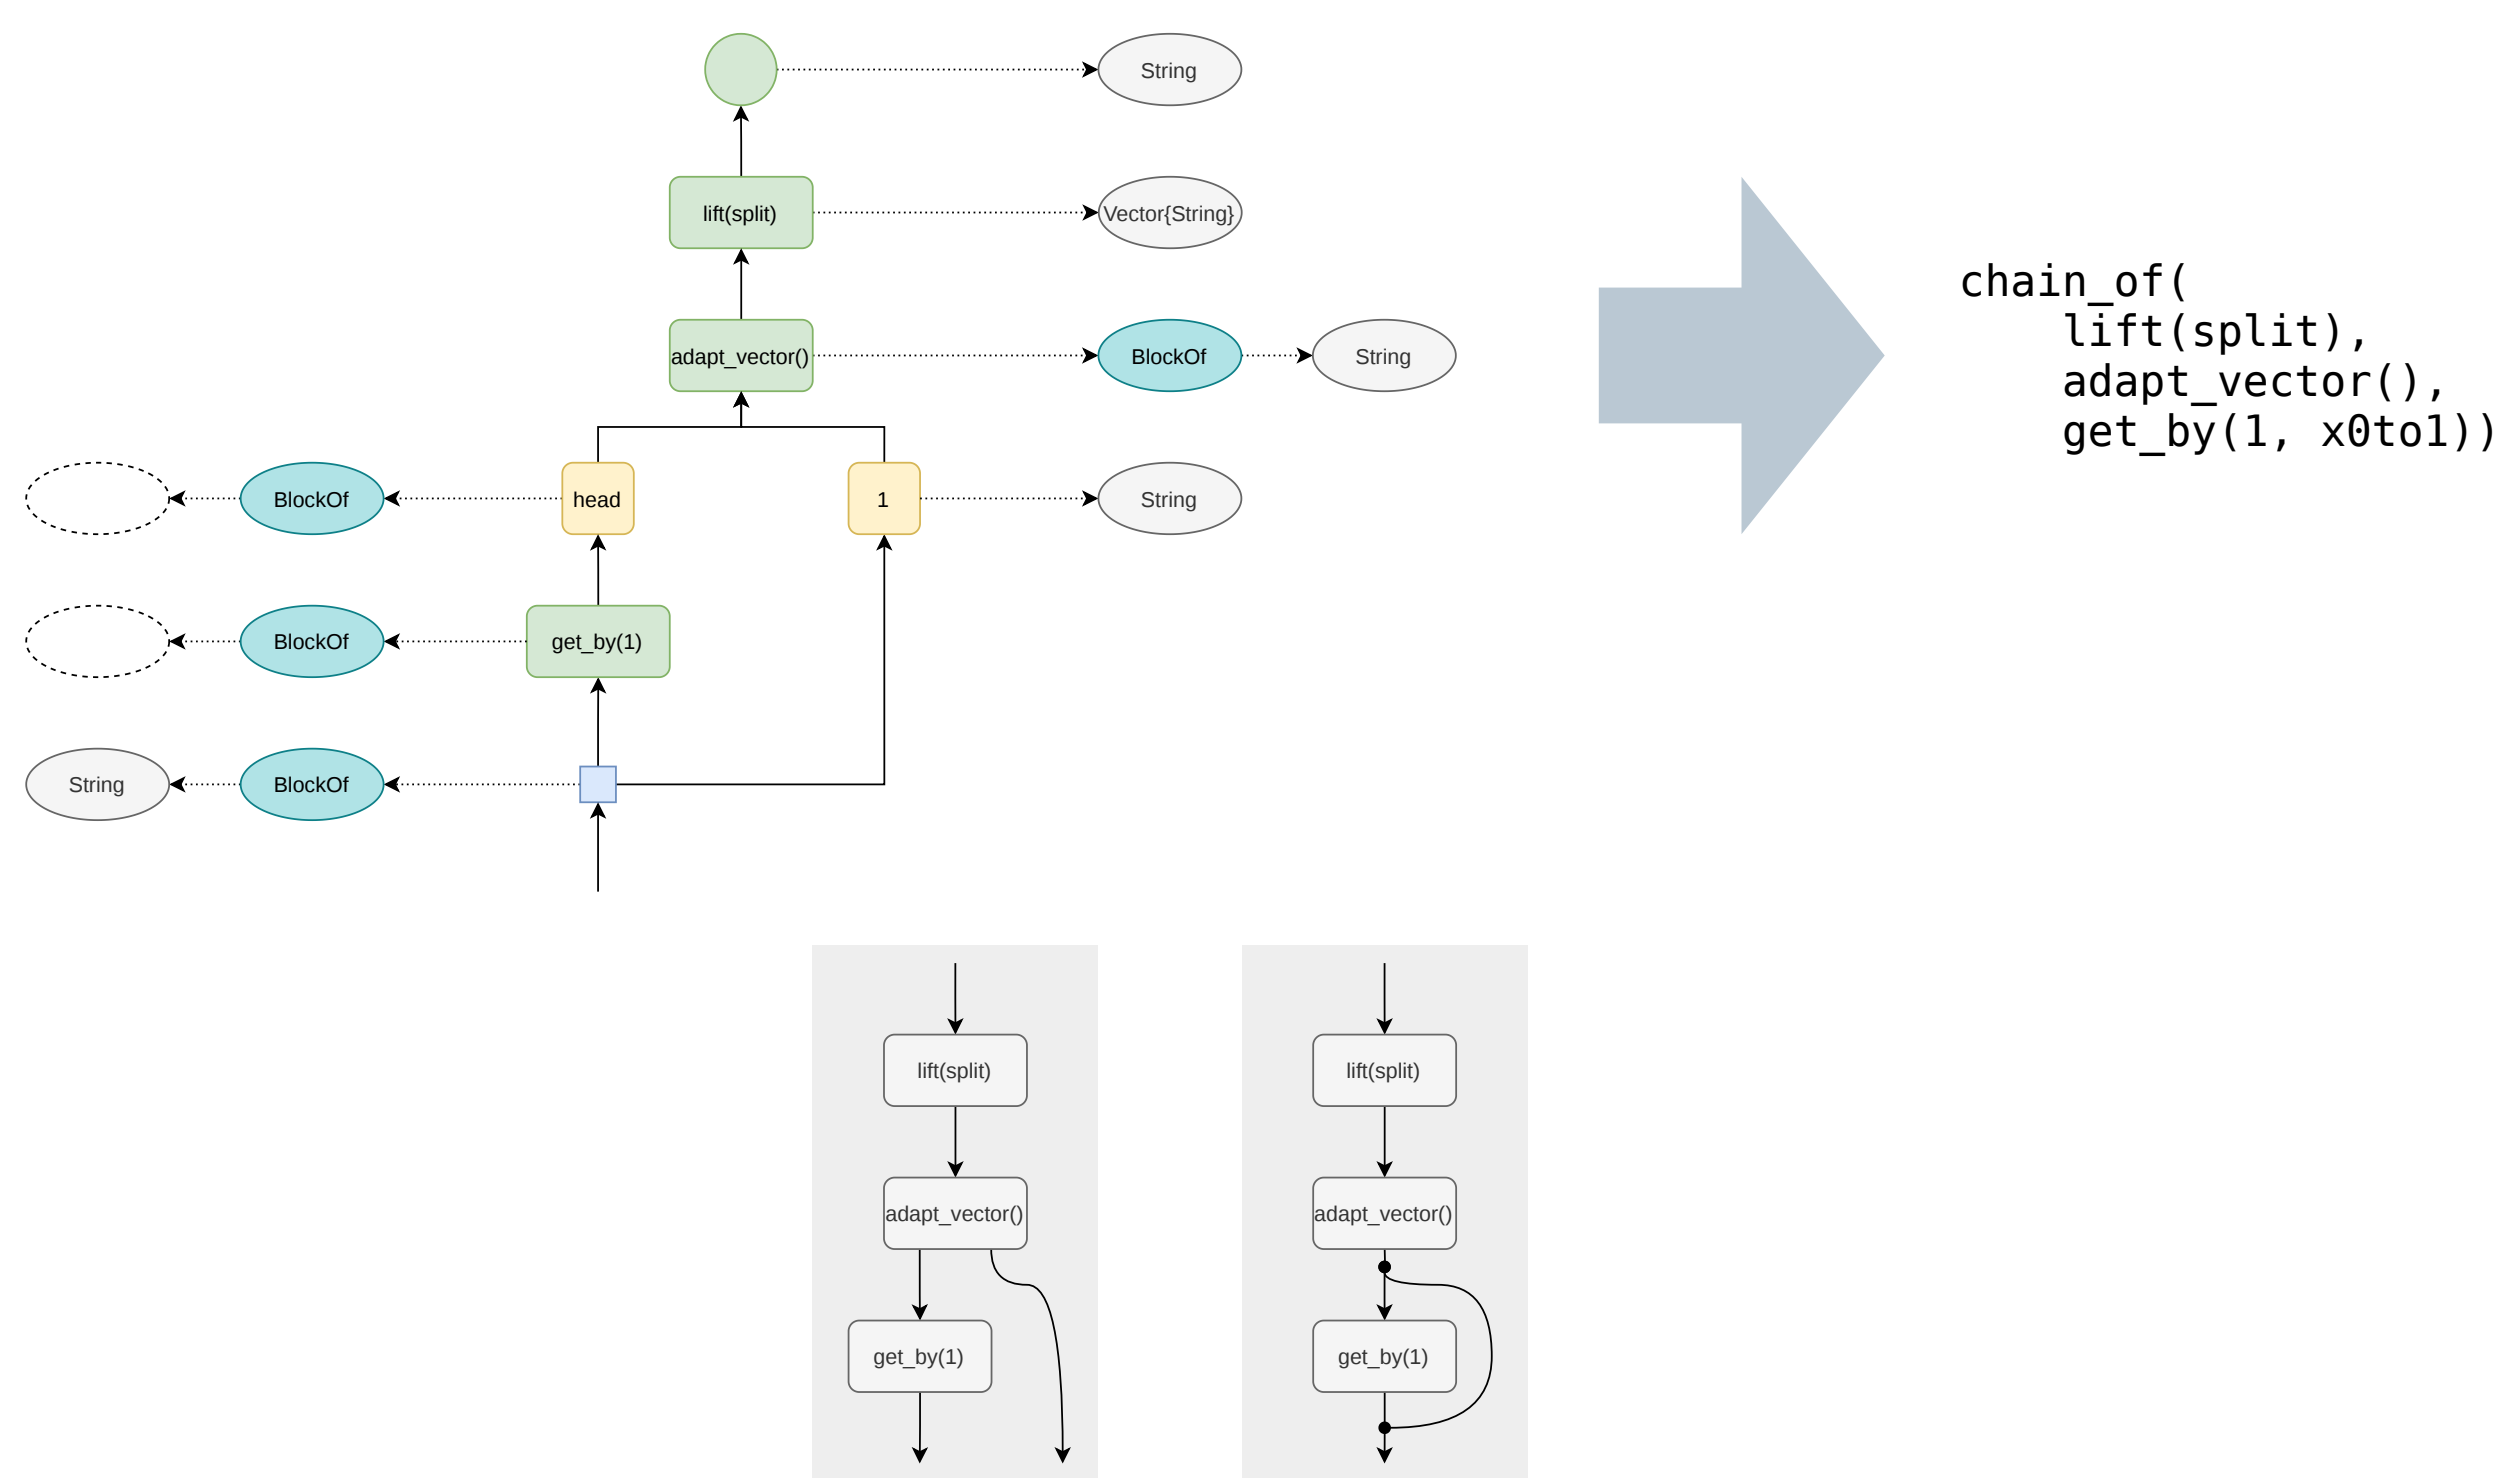 String
lift(split)
Vector{String}
adapt_vector()
BlockOf
String
BlockOf
head
1
String
BlockOf
get_by(1)
String
BlockOf
chain_of(
    lift(split),
    adapt_vector(),
    get_by(1, x0to1))
lift(split)
adapt_vector()
get_by(1)
lift(split)
adapt_vector()
get_by(1)